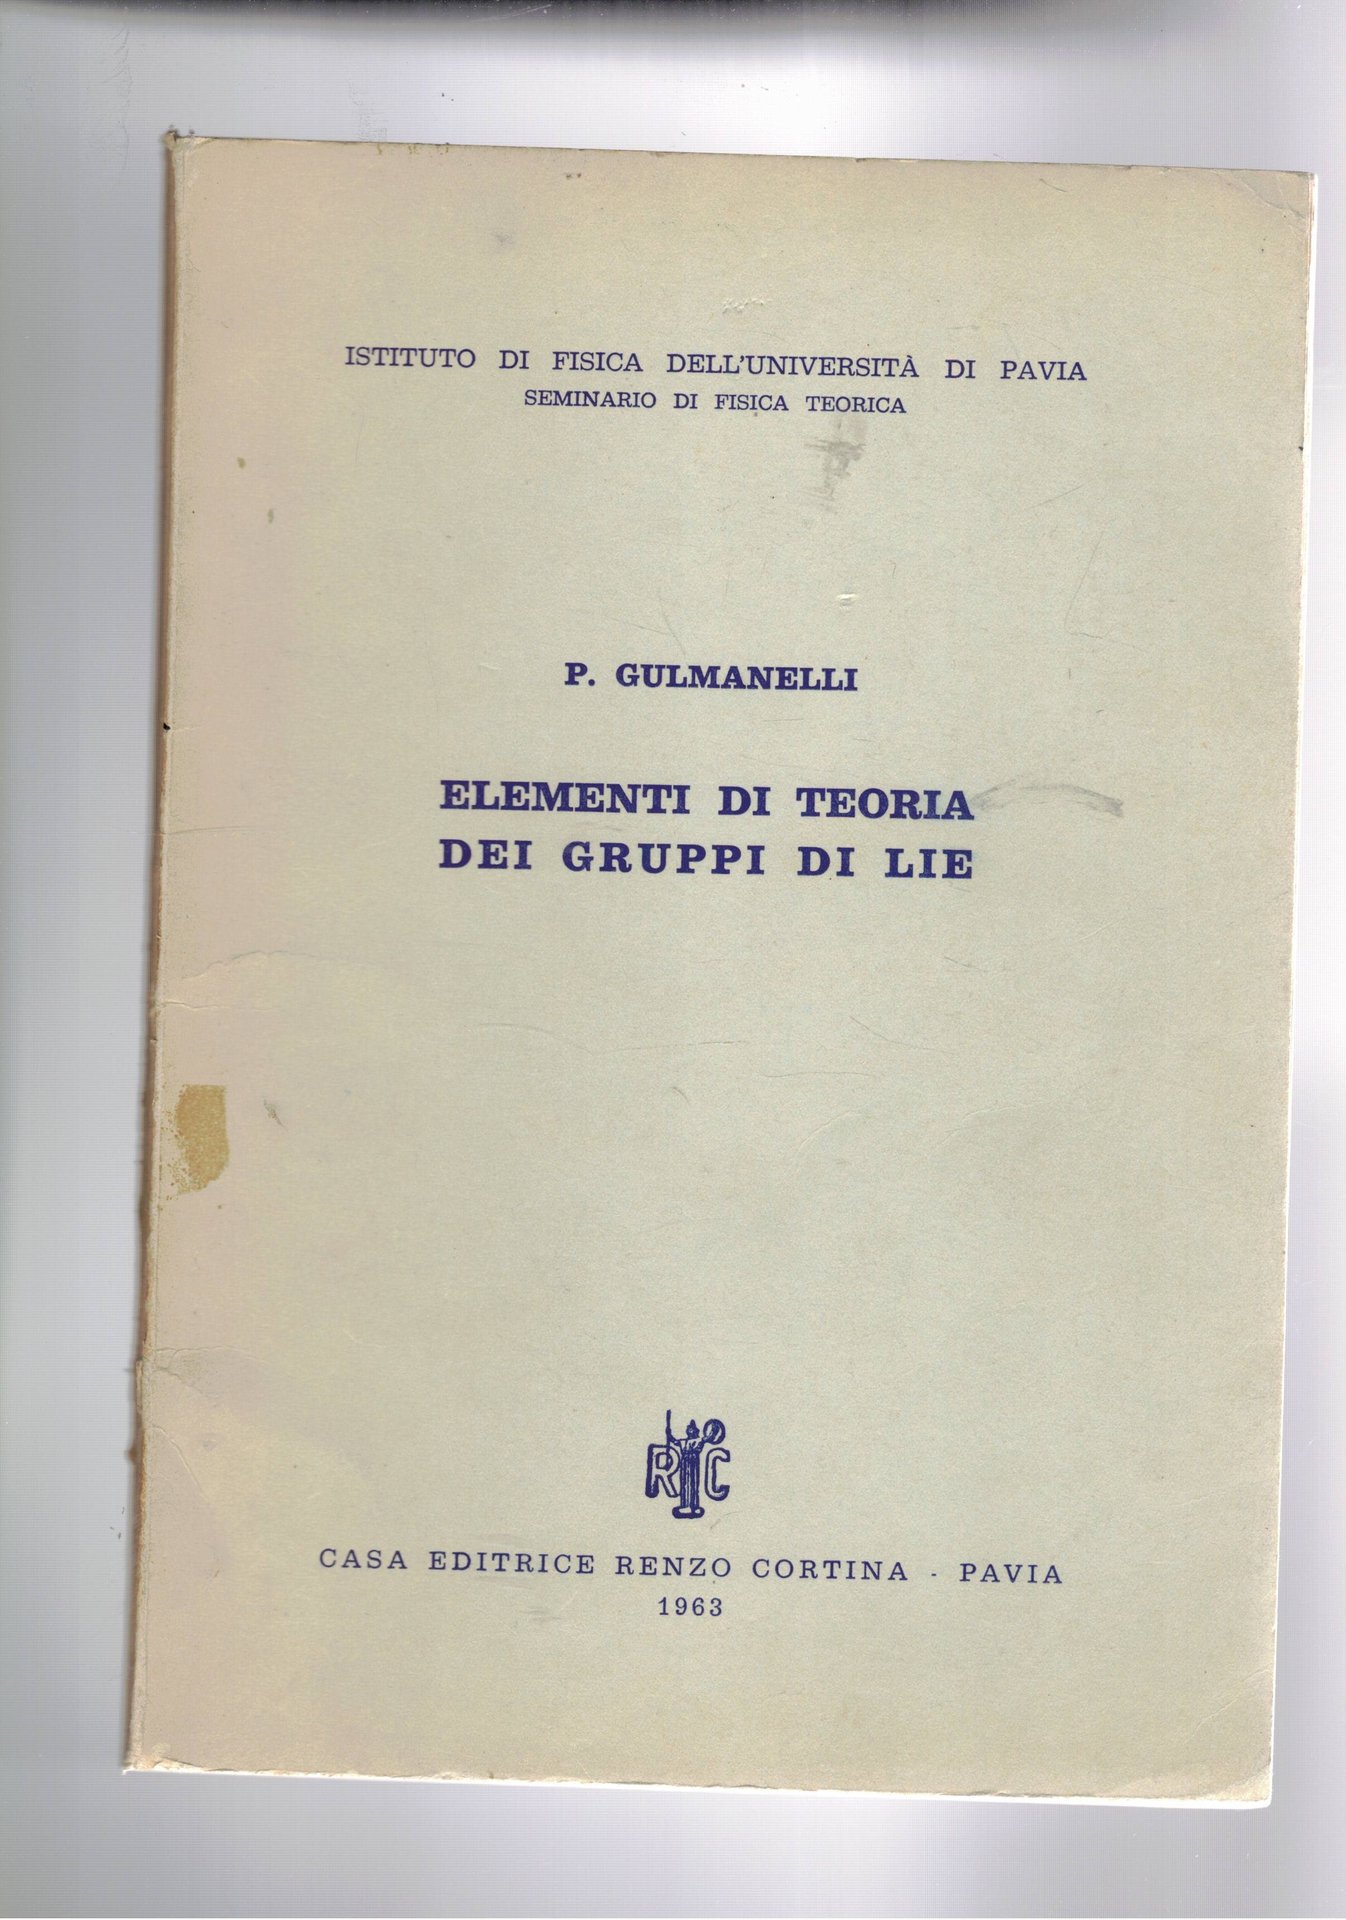 ISTITUTO DI FISICA DELL'UNIVERSITÀ DI PAVIA
SEMINARIO DI FISICA TEORICA
P. GULMANELLI
ELEMENTI DI TEORIA
DEI GRUPPI DI LIE
R C
CASA EDITRICE RENZO CORTINA - PAVIA
1963